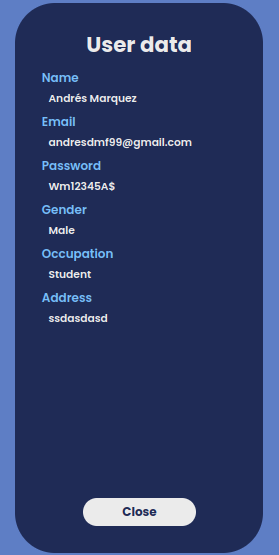 User data
Name
Andrés Marquez
Email
andresdmf99@gmail.com
Password
Wm12345A$
Gender
Male
Occupation
Student
Address
ssdasdasd
Close